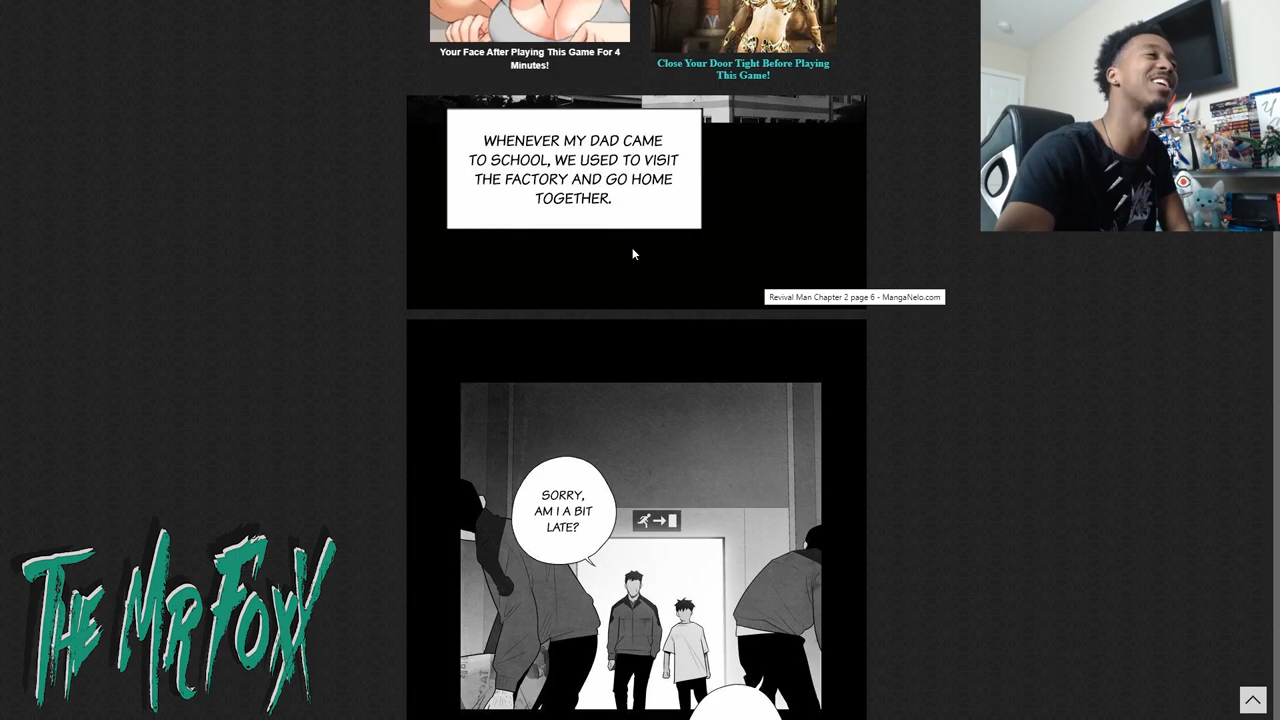 Your Face After Playing This Game For 4
Minutes!
Close Your Door Tight Before Playing
This Game!
WHENEVER MY DAD CAME
TO SCHOOL, WE USED TO VISIT
THE FACTORY AND GO HOME
TOGETHER.
Revival Man Chapter 2 page 6 - MangaNelo.com
SORRY,
AM I A BIT
LATE?
THE MR FOXX